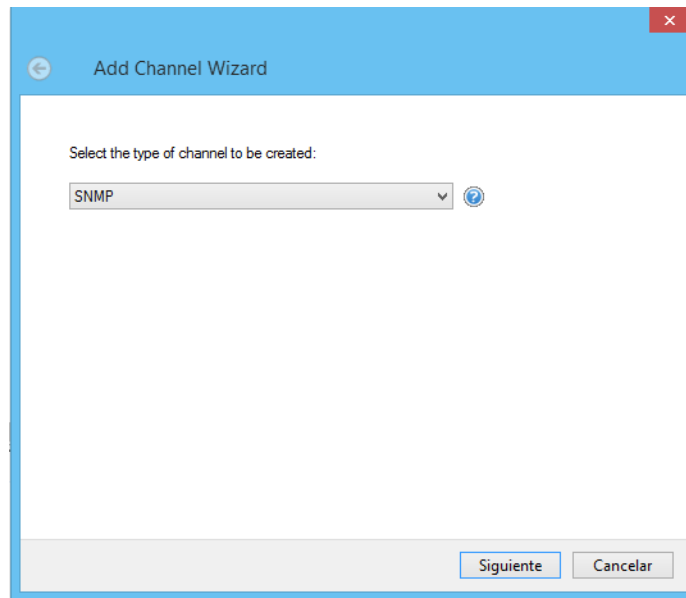 Add Channel Wizard
Select the type of channel to be created:
SNMP
Siguiente Cancelar